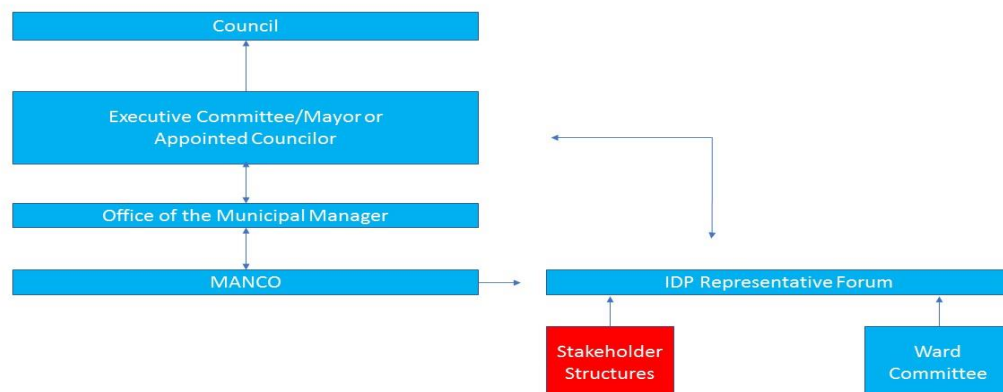 Council
Executive Committee/Mayor or
Appointed Councilor
Office of the Municipal Manager
MANCO
IDP Representative Forum
Stakeholder
Structures
Ward
Committee